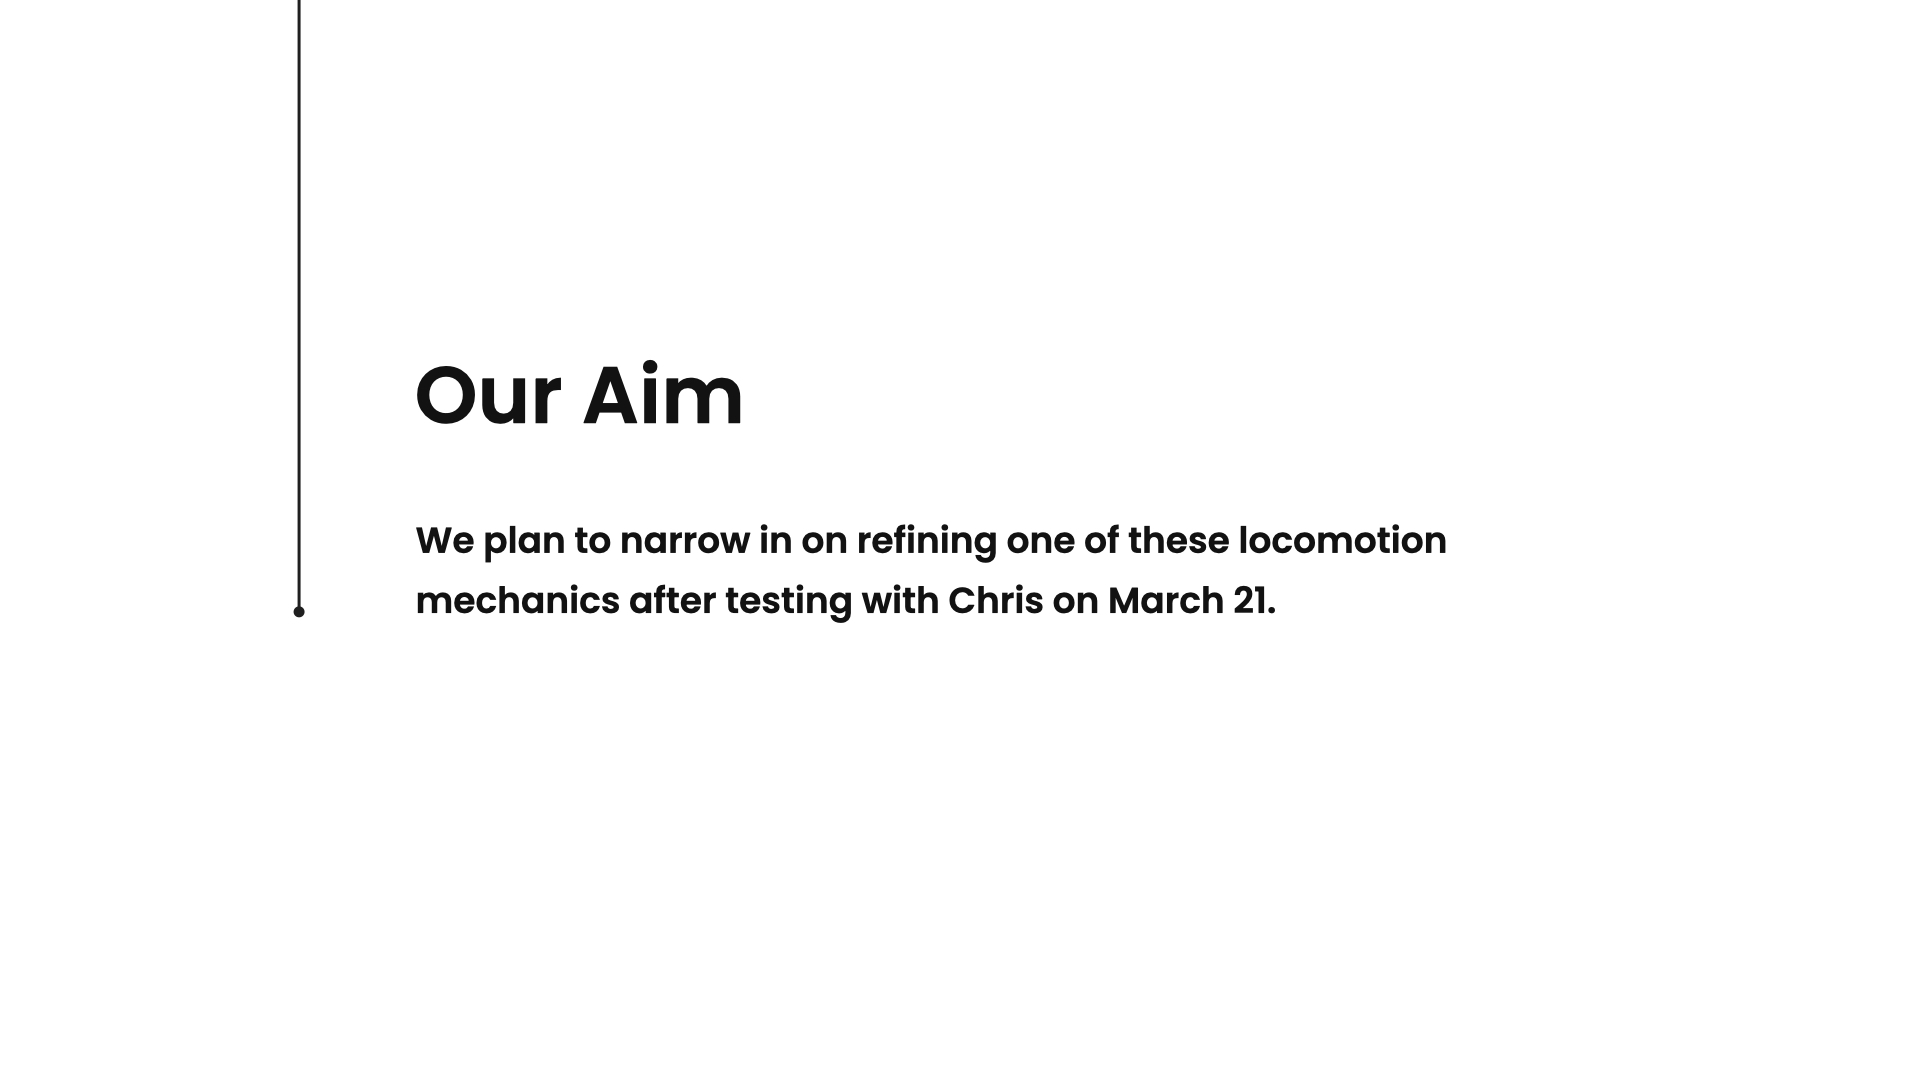 Our Aim
We plan to narrow in on refining one of these locomotion
mechanics after testing with Chris on March 21.